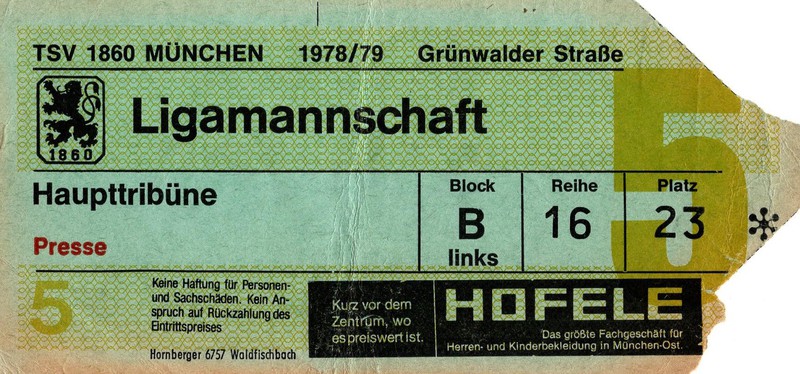 TSV 1860 MÜNCHEN 1978/79 Grünwalder Straße
1860
Ligamannschaft
5
Haupttribüne
Presse
Block
B
links
Reihe
16
Platz
23
5
Keine Haftung für Personen-
und Sachschäden. Kein An-
spruch auf Rückzahlung des
Eintrittspreises
Hornberger 6757 Waldfischbach
Kurz vor dem
Zentrum, wo
es preiswert ist.
HÖFELE
Das größte Fachgeschäft für
Herren- und Kinderbekleidung in München-Ost.